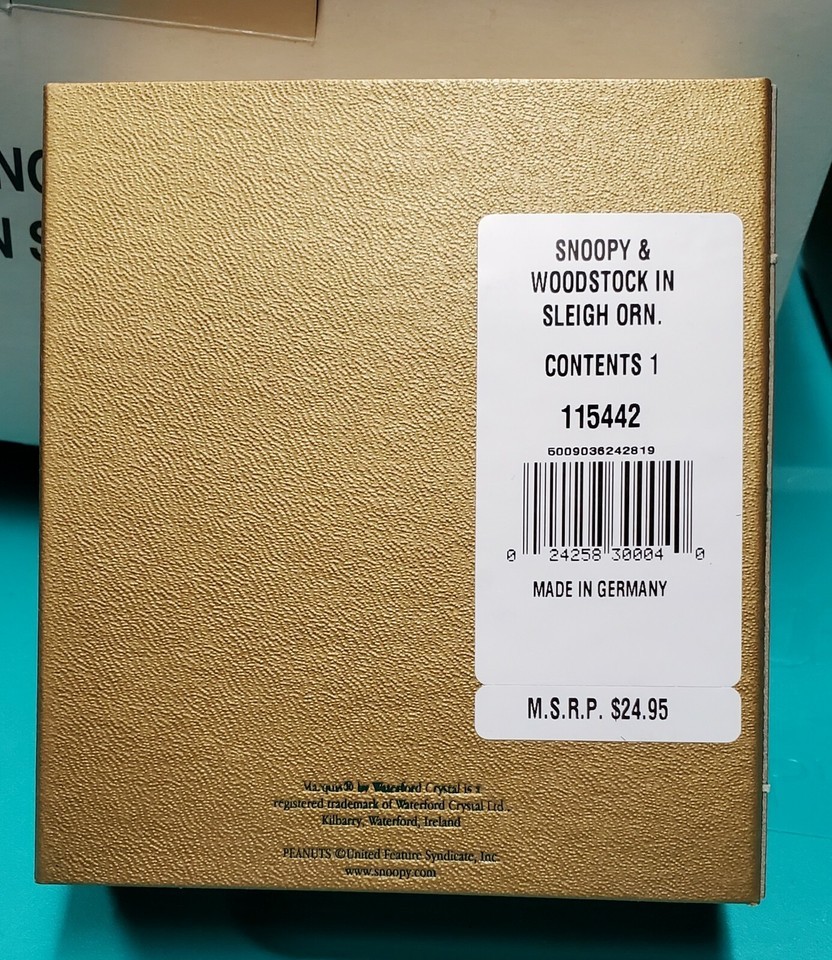 SNOOPY &
WOODSTOCK IN
SLEIGH ORN.
CONTENTS 1
115442
5009036242819
0 24258 30004 0
MADE IN GERMANY
M.S.R.P. $24.95
Marquis® by Waterford Crystal is a
registered trademark of Waterford Crystal Ltd.,
Kilbarry, Waterford, Ireland
PEANUTS ©United Feature Syndicate, Inc.
www.snoopy.com